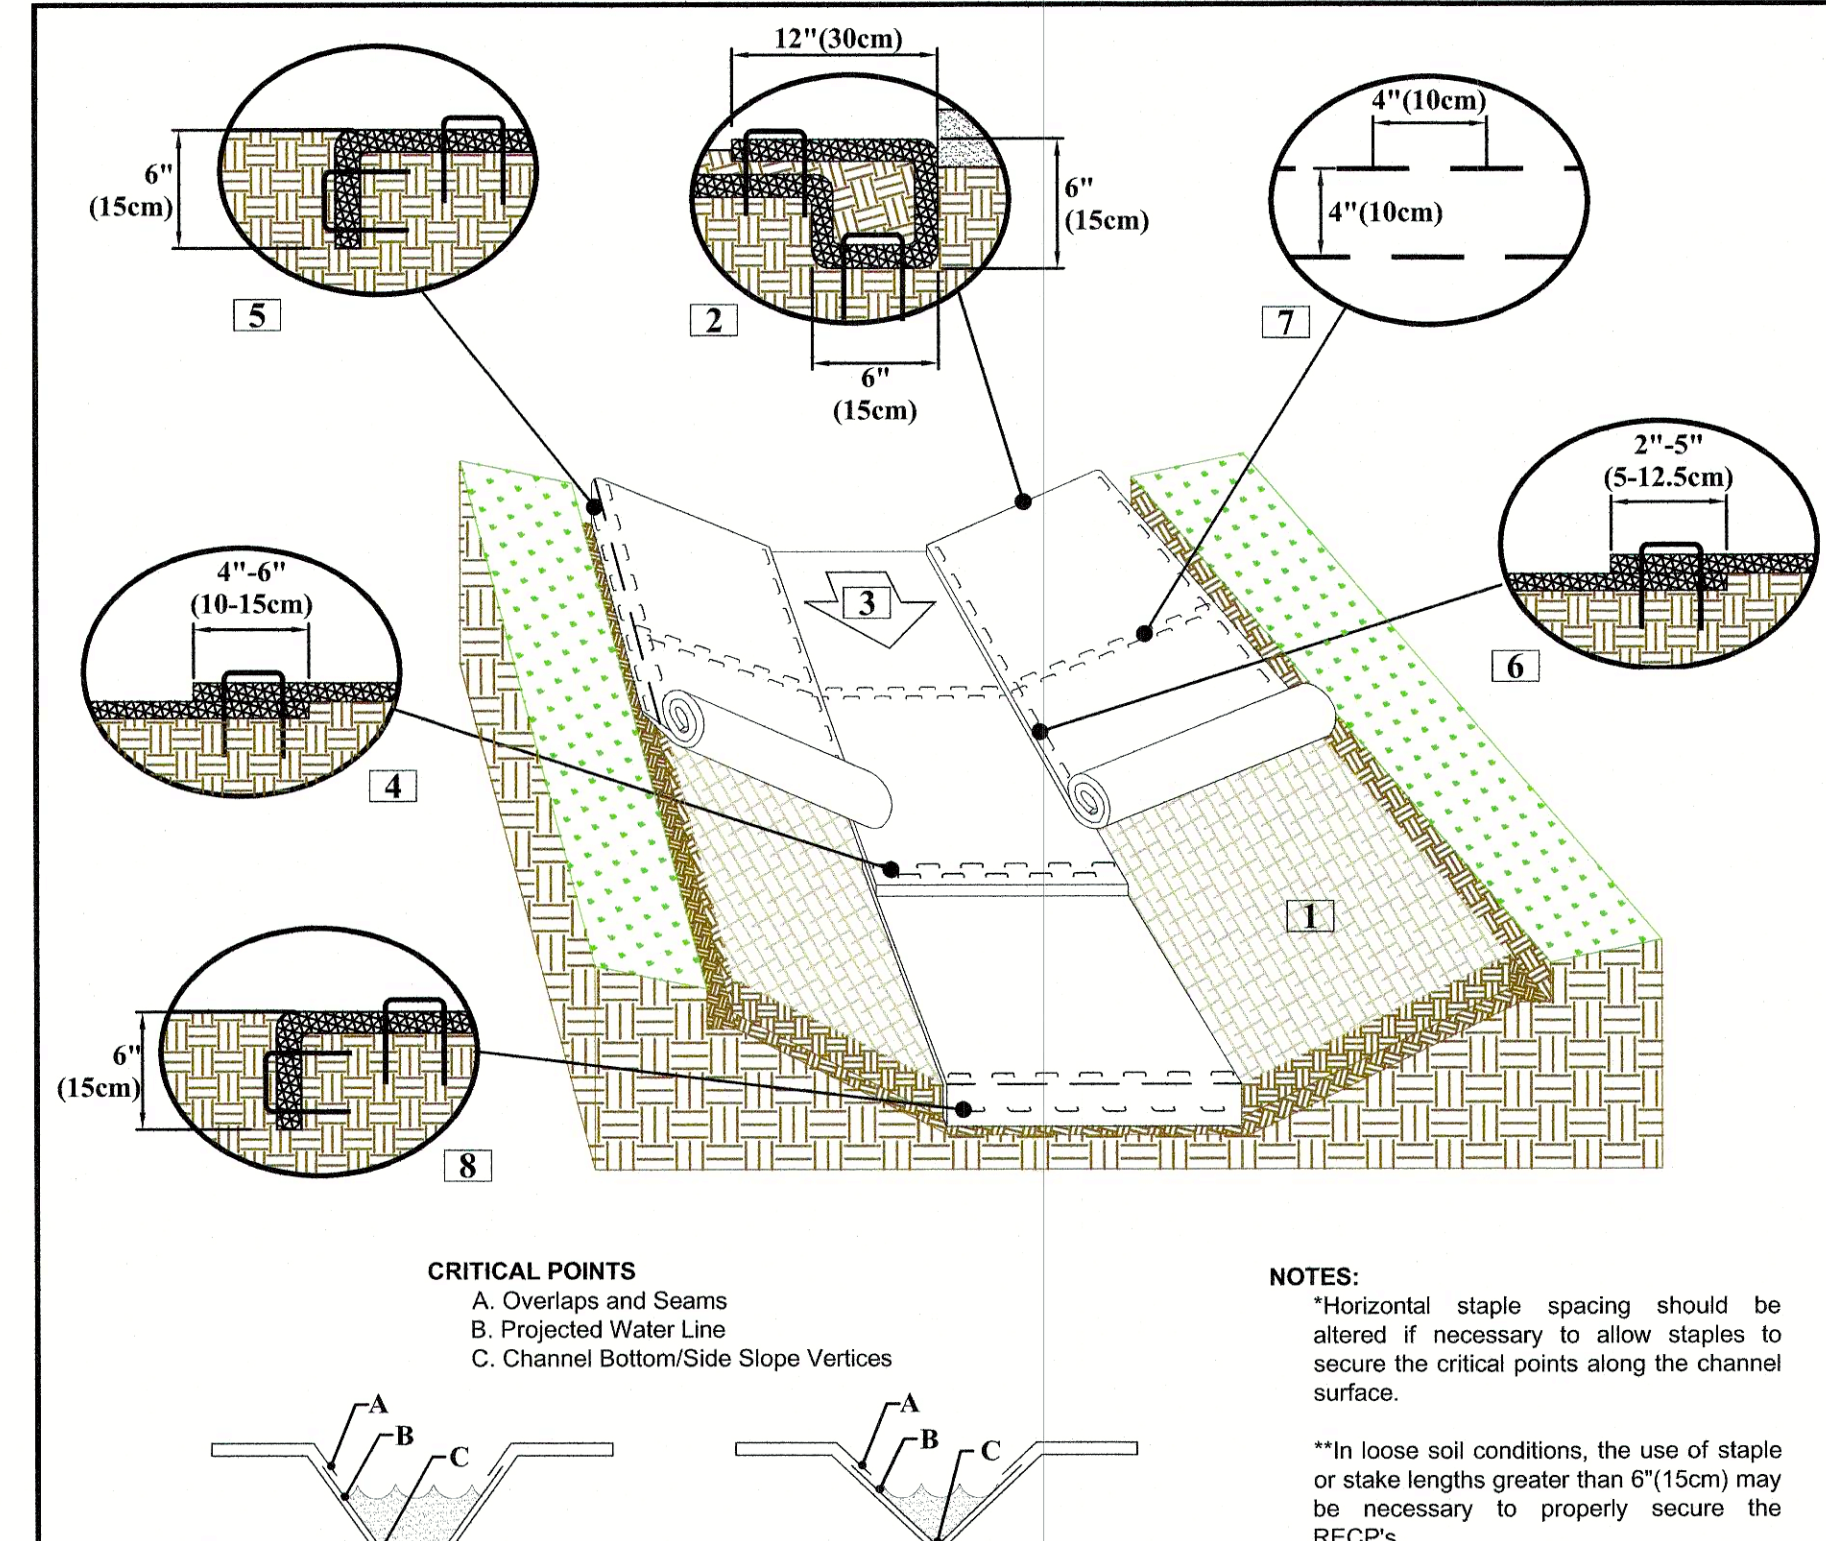 12"(30cm)
6"
(15cm)
5
6"
(15cm)
6"
(15cm)
2
4"(10cm)
4"(10cm)
7
2"-5"
(5-12.5cm)
6
4"-6"
(10-15cm)
4
3
1
6"
(15cm)
8
CRITICAL POINTS
A. Overlaps and Seams
B. Projected Water Line
C. Channel Bottom/Side Slope Vertices
A
B
C
A
B
C
NOTES:
*Horizontal staple spacing should be
altered if necessary to allow staples to
secure the critical points along the channel
surface.
**In loose soil conditions, the use of staple
or stake lengths greater than 6"(15cm) may
be necessary to properly secure the
RECP's